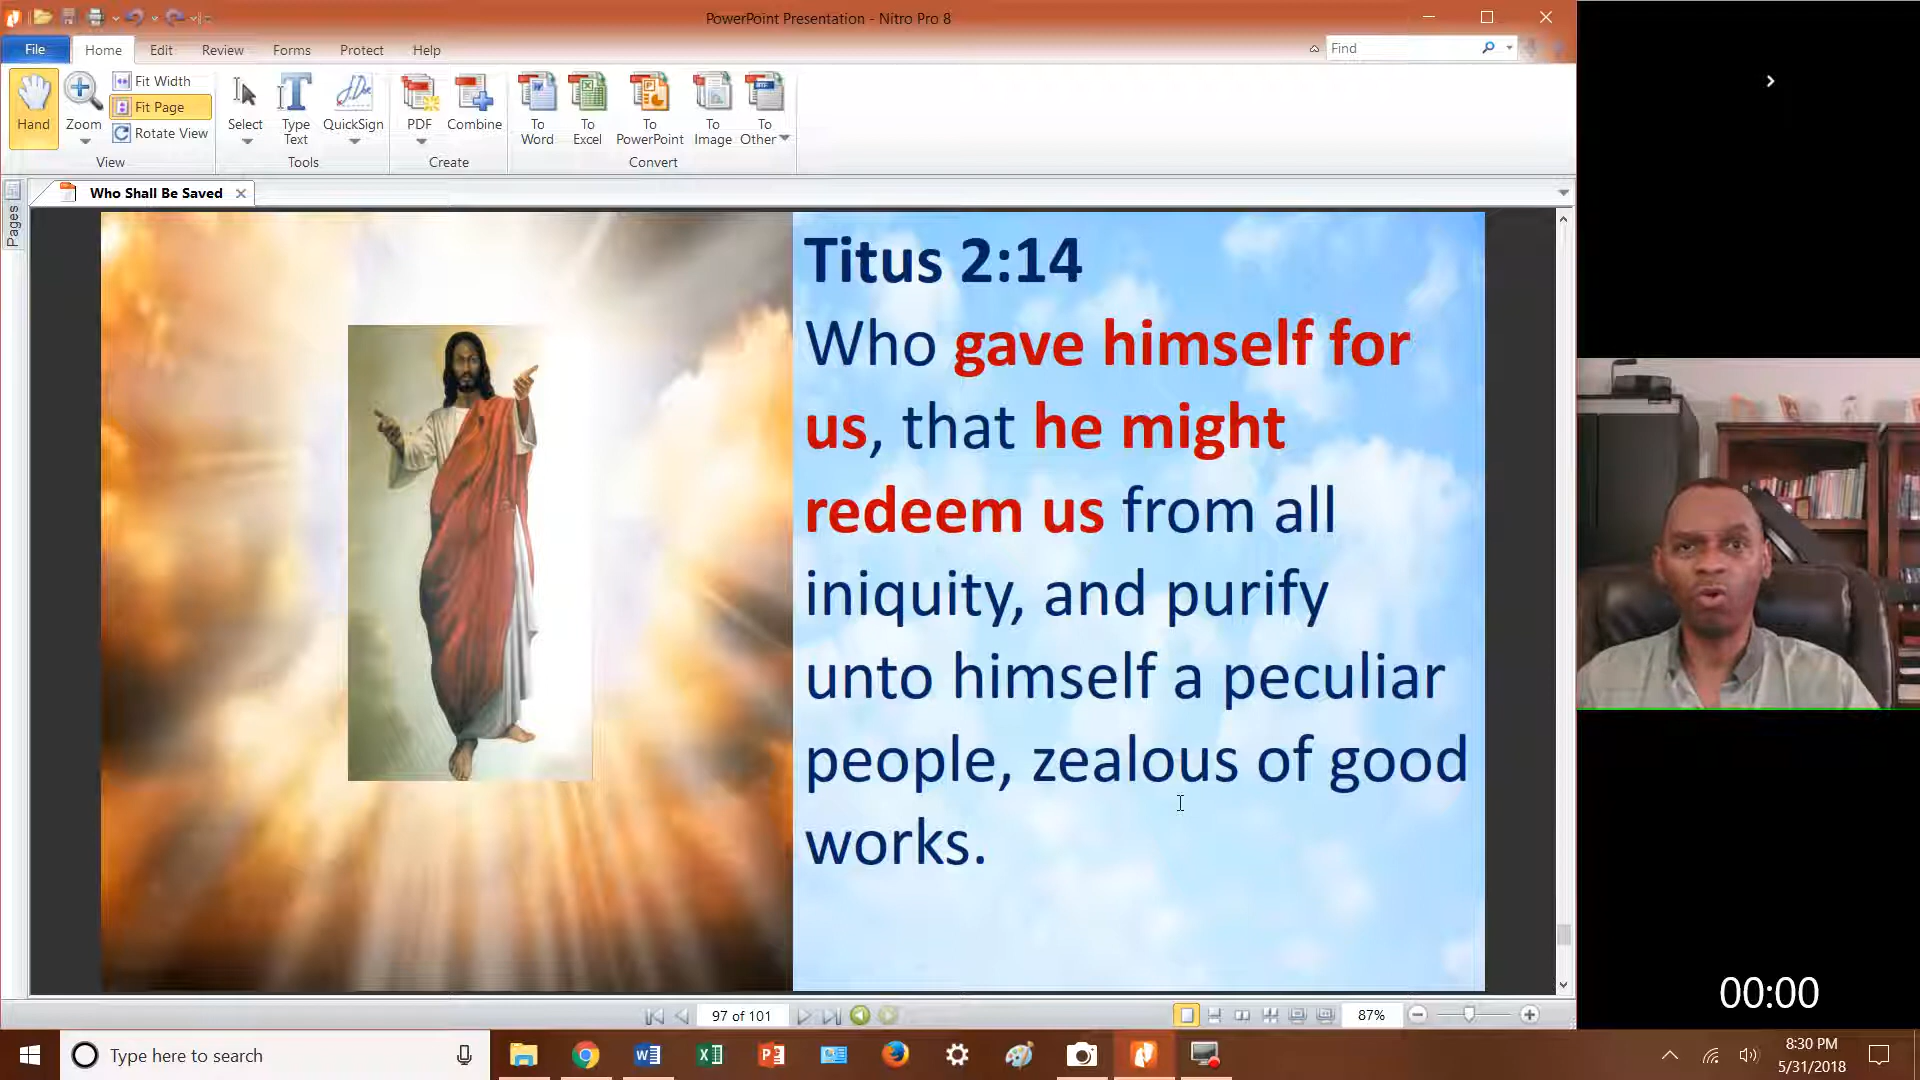 PowerPoint Presentation - Nitro Pro 8
File Home Edit Review Forms Protect Help
Find
Hand
Zoom
Fit Width
Fit Page
Rotate View
View
Select
Type Text
QuickSign
Tools
PDF
Combine
Create
To Word
To Excel
To PowerPoint
To Image
To Other
Convert
Who Shall Be Saved
Pages
Titus 2:14
Who gave himself for
us, that he might
redeem us from all
iniquity, and purify
unto himself a peculiar
people, zealous of good
works.
00:00
97 of 101
87%
Type here to search
8:30 PM
5/31/2018